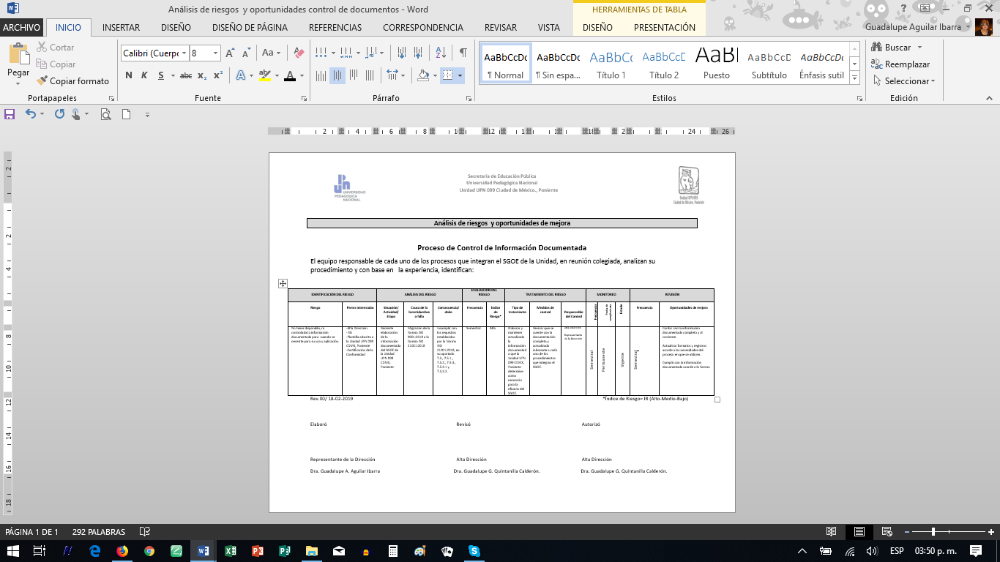 Análisis de riesgos y oportunidades control de documentos - Word
HERRAMIENTAS DE TABLA
?
ARCHIVO INICIO INSERTAR DISEÑO DISEÑO DE PÁGINA REFERENCIAS CORRESPONDENCIA REVISAR VISTA DISEÑO PRESENTACIÓN
Guadalupe Aguilar Ibarra
Pegar
Cortar
Copiar
Copiar formato
Portapapeles
Calibri (Cuerpo 8
N K S abc x₂ x²
Fuente
Párrafo
AaBbCcDc AaBbCcDc AaBbCc AaBbCcD AaB AaBbCcD AaBbCcDc
¶ Normal ¶ Sin espa... Título 1 Título 2 Puesto Subtítulo Énfasis sutil
Estilos
Buscar
Reemplazar
Seleccionar
Edición
UNIVERSIDAD
PEDAGÓGICA
NACIONAL
Secretaría de Educación Pública
Universidad Pedagógica Nacional
Unidad UPN 099 Ciudad de México., Poniente
Unidad UPN 099
Ciudad de México, Poniente
Análisis de riesgos y oportunidades de mejora
Proceso de Control de Información Documentada
El equipo responsable de cada uno de los procesos que integran el SGOE de la Unidad, en reunión colegiada, analizan su
procedimiento y con base en la experiencia, identifican:
IDENTIFICACIÓN DEL RIESGO ANÁLISIS DEL RIESGO EVALUACIÓN DEL RIESGO TRATAMIENTO DEL RIESGO MONITOREO REVISIÓN
Riesgo
Partes interesadas
Situación/
Actividad/
Etapa
Causa de la
incertidumbre
o falla
Consecuencia/
daño
Frecuencia
Índice
de
Riesgo*
Tipo de
tratamiento
Medidas de
control
Responsable
del Control
Frecuencia
Fecha de
cumplimiento
Estado
Frecuencia
Oportunidades de mejora
No tener disponible, ni
controlada la información
documentada para cuando se
necesite para su uso y aplicación.
-Alta Dirección
- SG
-Plantilla adscrita a
la Unidad UPN 099
CDMX, Poniente
-Certificación de la
Conformidad
Reciente
elaboración
de la
información
documentada
del SGOE de
la Unidad
UPN 099
CDMX,
Poniente
Migración de la
Norma ISO
9001:2018 a la
Norma ISO
21001:2018
Incumplir con
los requisitos
establecidos
por la Norma
ISO
21001:2018, en
su apartado
7.5., 7.5.1.,
7.5.2., 7.5.3.,
7.5.3.1 y
7.5.3.2.
Semestral
Alto
Elaborar y
mantener
actualizada
la
información
documentad
a que la
Unidad UPN
099 CDMX,
Poniente
determine
como
necesaria
para la
eficacia del
SGOE.
Revisar que se
cuente con la
documentación
completa y
actualizada
inherente a cada
uno de los
procedimientos
que integran el
SGOE.
Representante
de la Dirección
Semestral
Permanente
Vigente
Semestral
Contar con la información
documentada completa y al
corriente.
Actualizar formatos y registros
acorde a las necesidades del
proceso en que se utilicen.
Cumplir con la información
documentada acorde a la Norma
Rev.00/ 18-02-2019
*Índice de Riesgo= IR (Alto-Medio-Bajo)
Elaboró Revisó Autorizó
Representante de la Dirección Alta Dirección Alta Dirección
Dra. Guadalupe A. Aguilar Ibarra Dra. Guadalupe G. Quintanilla Calderón. Dra. Guadalupe G. Quintanilla Calderón.
PÁGINA 1 DE 1 292 PALABRAS
ESP 03:50 p. m.